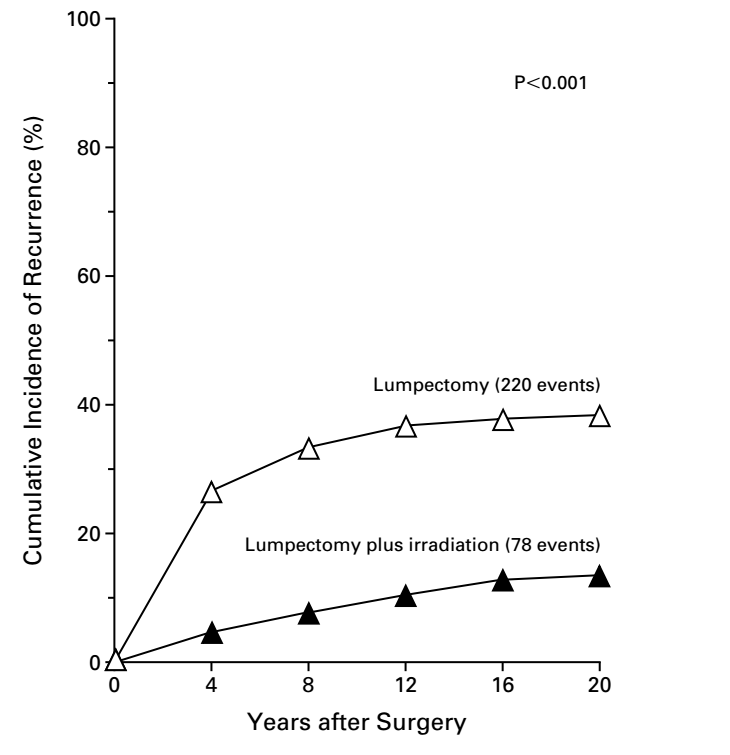 100
P<0.001
80
60
40
20
0
Cumulative Incidence of Recurrence (%)
Lumpectomy (220 events)
Lumpectomy plus irradiation (78 events)
0 4 8 12 16 20
Years after Surgery